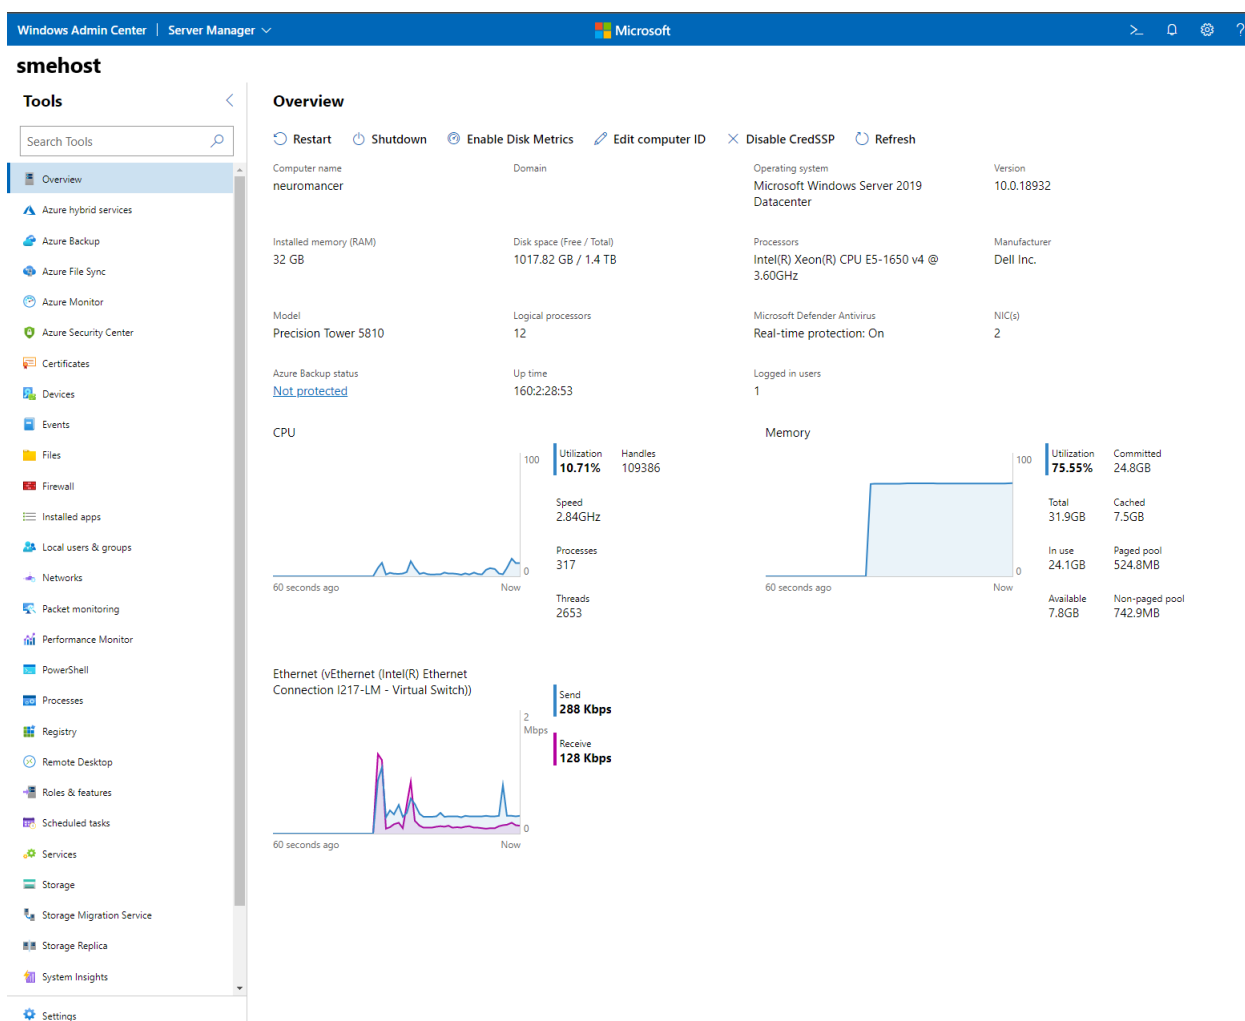 Windows Admin Center | Server Manager
Microsoft
>_
?
smehost
Tools
Search Tools
Overview
Azure hybrid services
Azure Backup
Azure File Sync
Azure Monitor
Azure Security Center
Certificates
Devices
Events
Files
Firewall
Installed apps
Local users & groups
Networks
Packet monitoring
Performance Monitor
PowerShell
Processes
Registry
Remote Desktop
Roles & features
Scheduled tasks
Services
Storage
Storage Migration Service
Storage Replica
System Insights
Settings
Overview
Restart Shutdown Enable Disk Metrics Edit computer ID Disable CredSSP Refresh
Computer name
neuromancer
Domain
Operating system
Microsoft Windows Server 2019
Datacenter
Version
10.0.18932
Installed memory (RAM)
32 GB
Disk space (Free / Total)
1017.82 GB / 1.4 TB
Processors
Intel(R) Xeon(R) CPU E5-1650 v4 @
3.60GHz
Manufacturer
Dell Inc.
Model
Precision Tower 5810
Logical processors
12
Microsoft Defender Antivirus
Real-time protection: On
NIC(s)
2
Azure Backup status
Not protected
Up time
160:2:28:53
Logged in users
1
CPU
100
0
60 seconds ago
Now
Utilization
10.71%
Handles
109386
Speed
2.84GHz
Processes
317
Threads
2653
Memory
100
0
60 seconds ago
Now
Utilization
75.55%
Committed
24.8GB
Total
31.9GB
Cached
7.5GB
In use
24.1GB
Paged pool
524.8MB
Available
7.8GB
Non-paged pool
742.9MB
Ethernet (vEthernet (Intel(R) Ethernet
Connection I217-LM - Virtual Switch))
2
Mbps
0
60 seconds ago
Now
Send
288 Kbps
Receive
128 Kbps